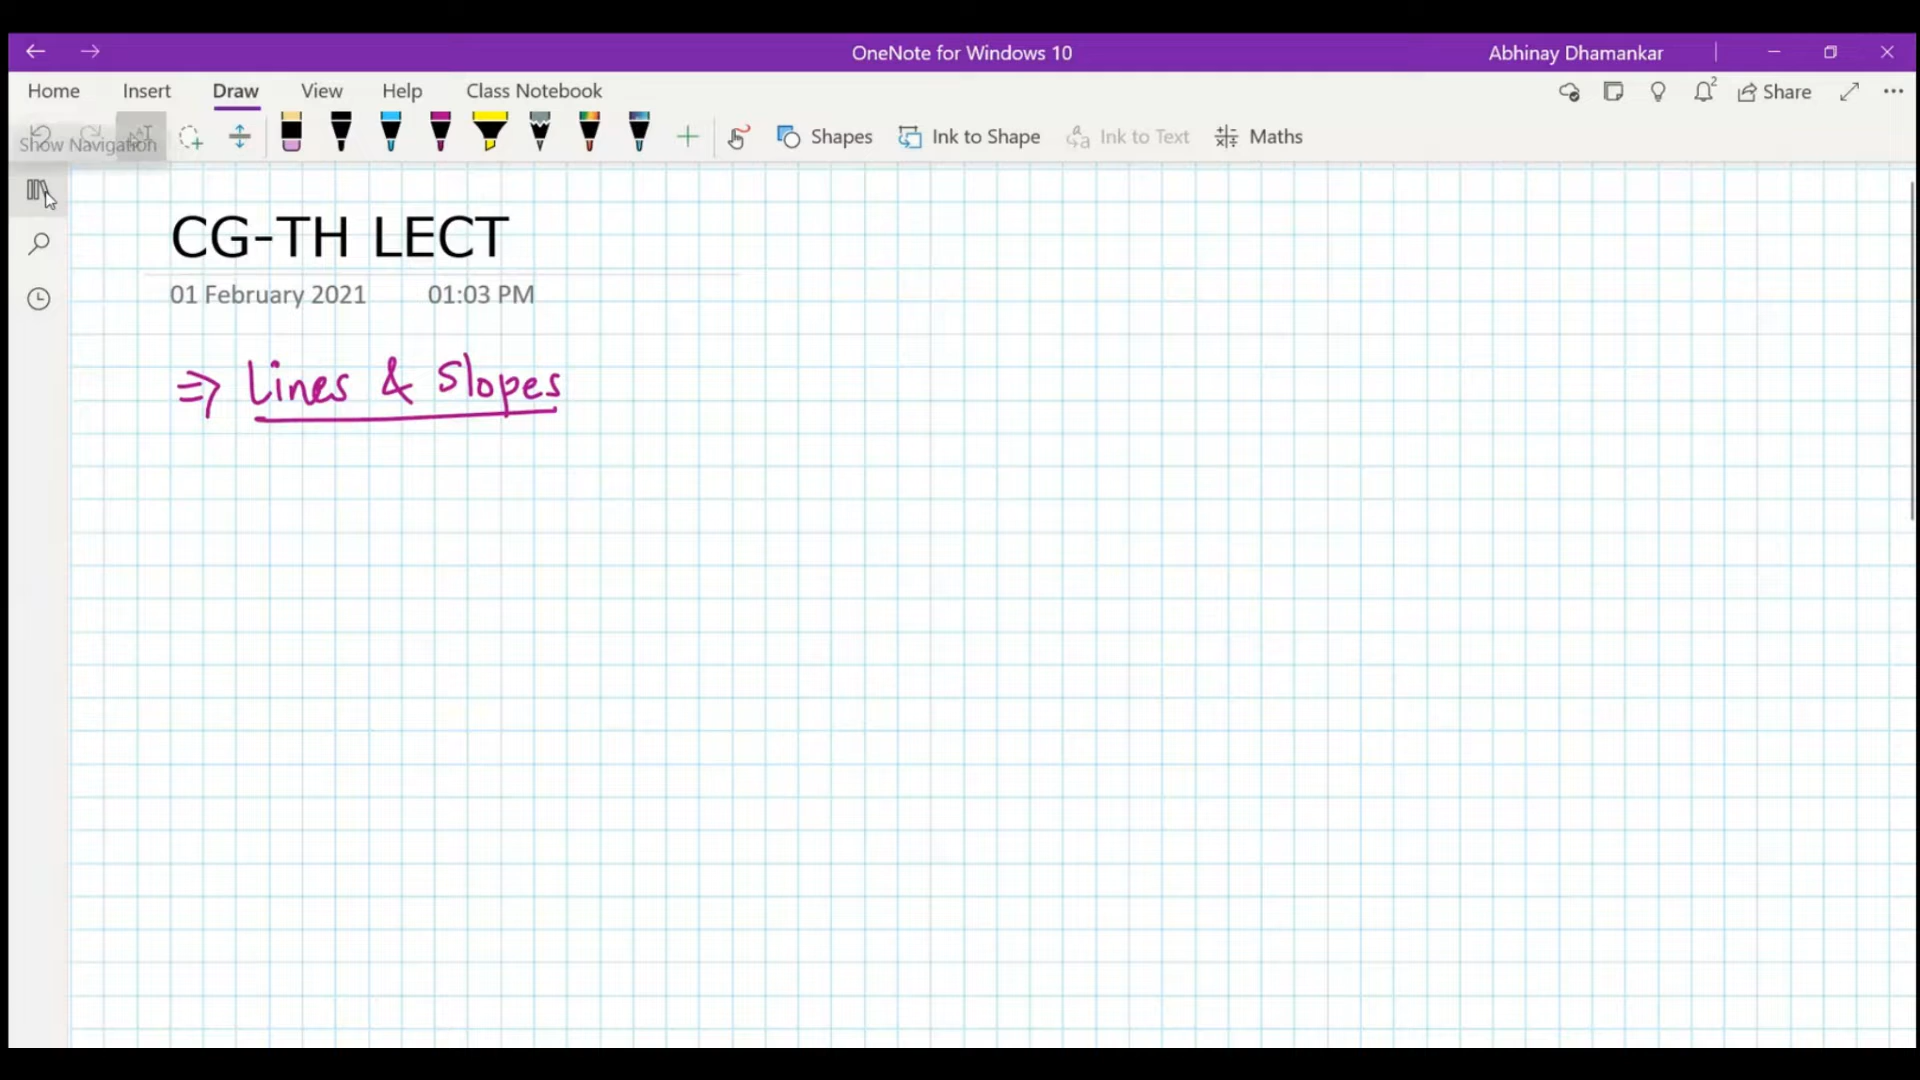 OneNote for Windows 10
Abhinay Dhamankar
Home Insert Draw View Help Class Notebook
2
Share
Show Navigation
Shapes
Ink to Shape
Ink to Text
Maths
CG-TH LECT
01 February 2021 01:03 PM
⇒ Lines & Slopes